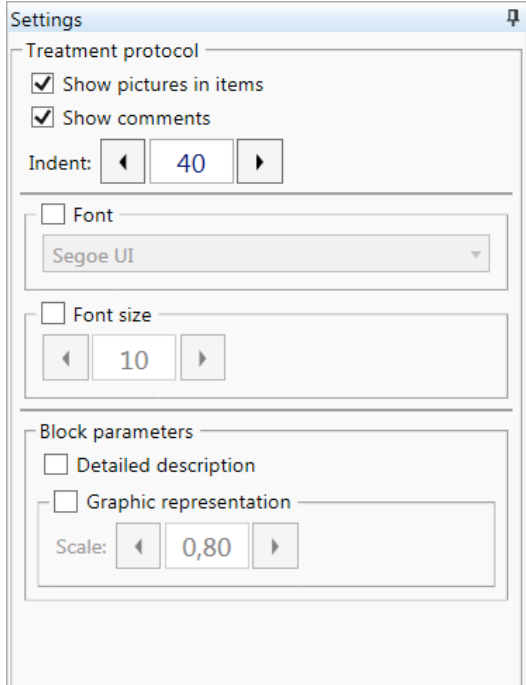 Settings
Treatment protocol
Show pictures in items
Show comments
Indent: 40
Font
Segoe UI
Font size
10
Block parameters
Detailed description
Graphic representation
Scale: 0,80